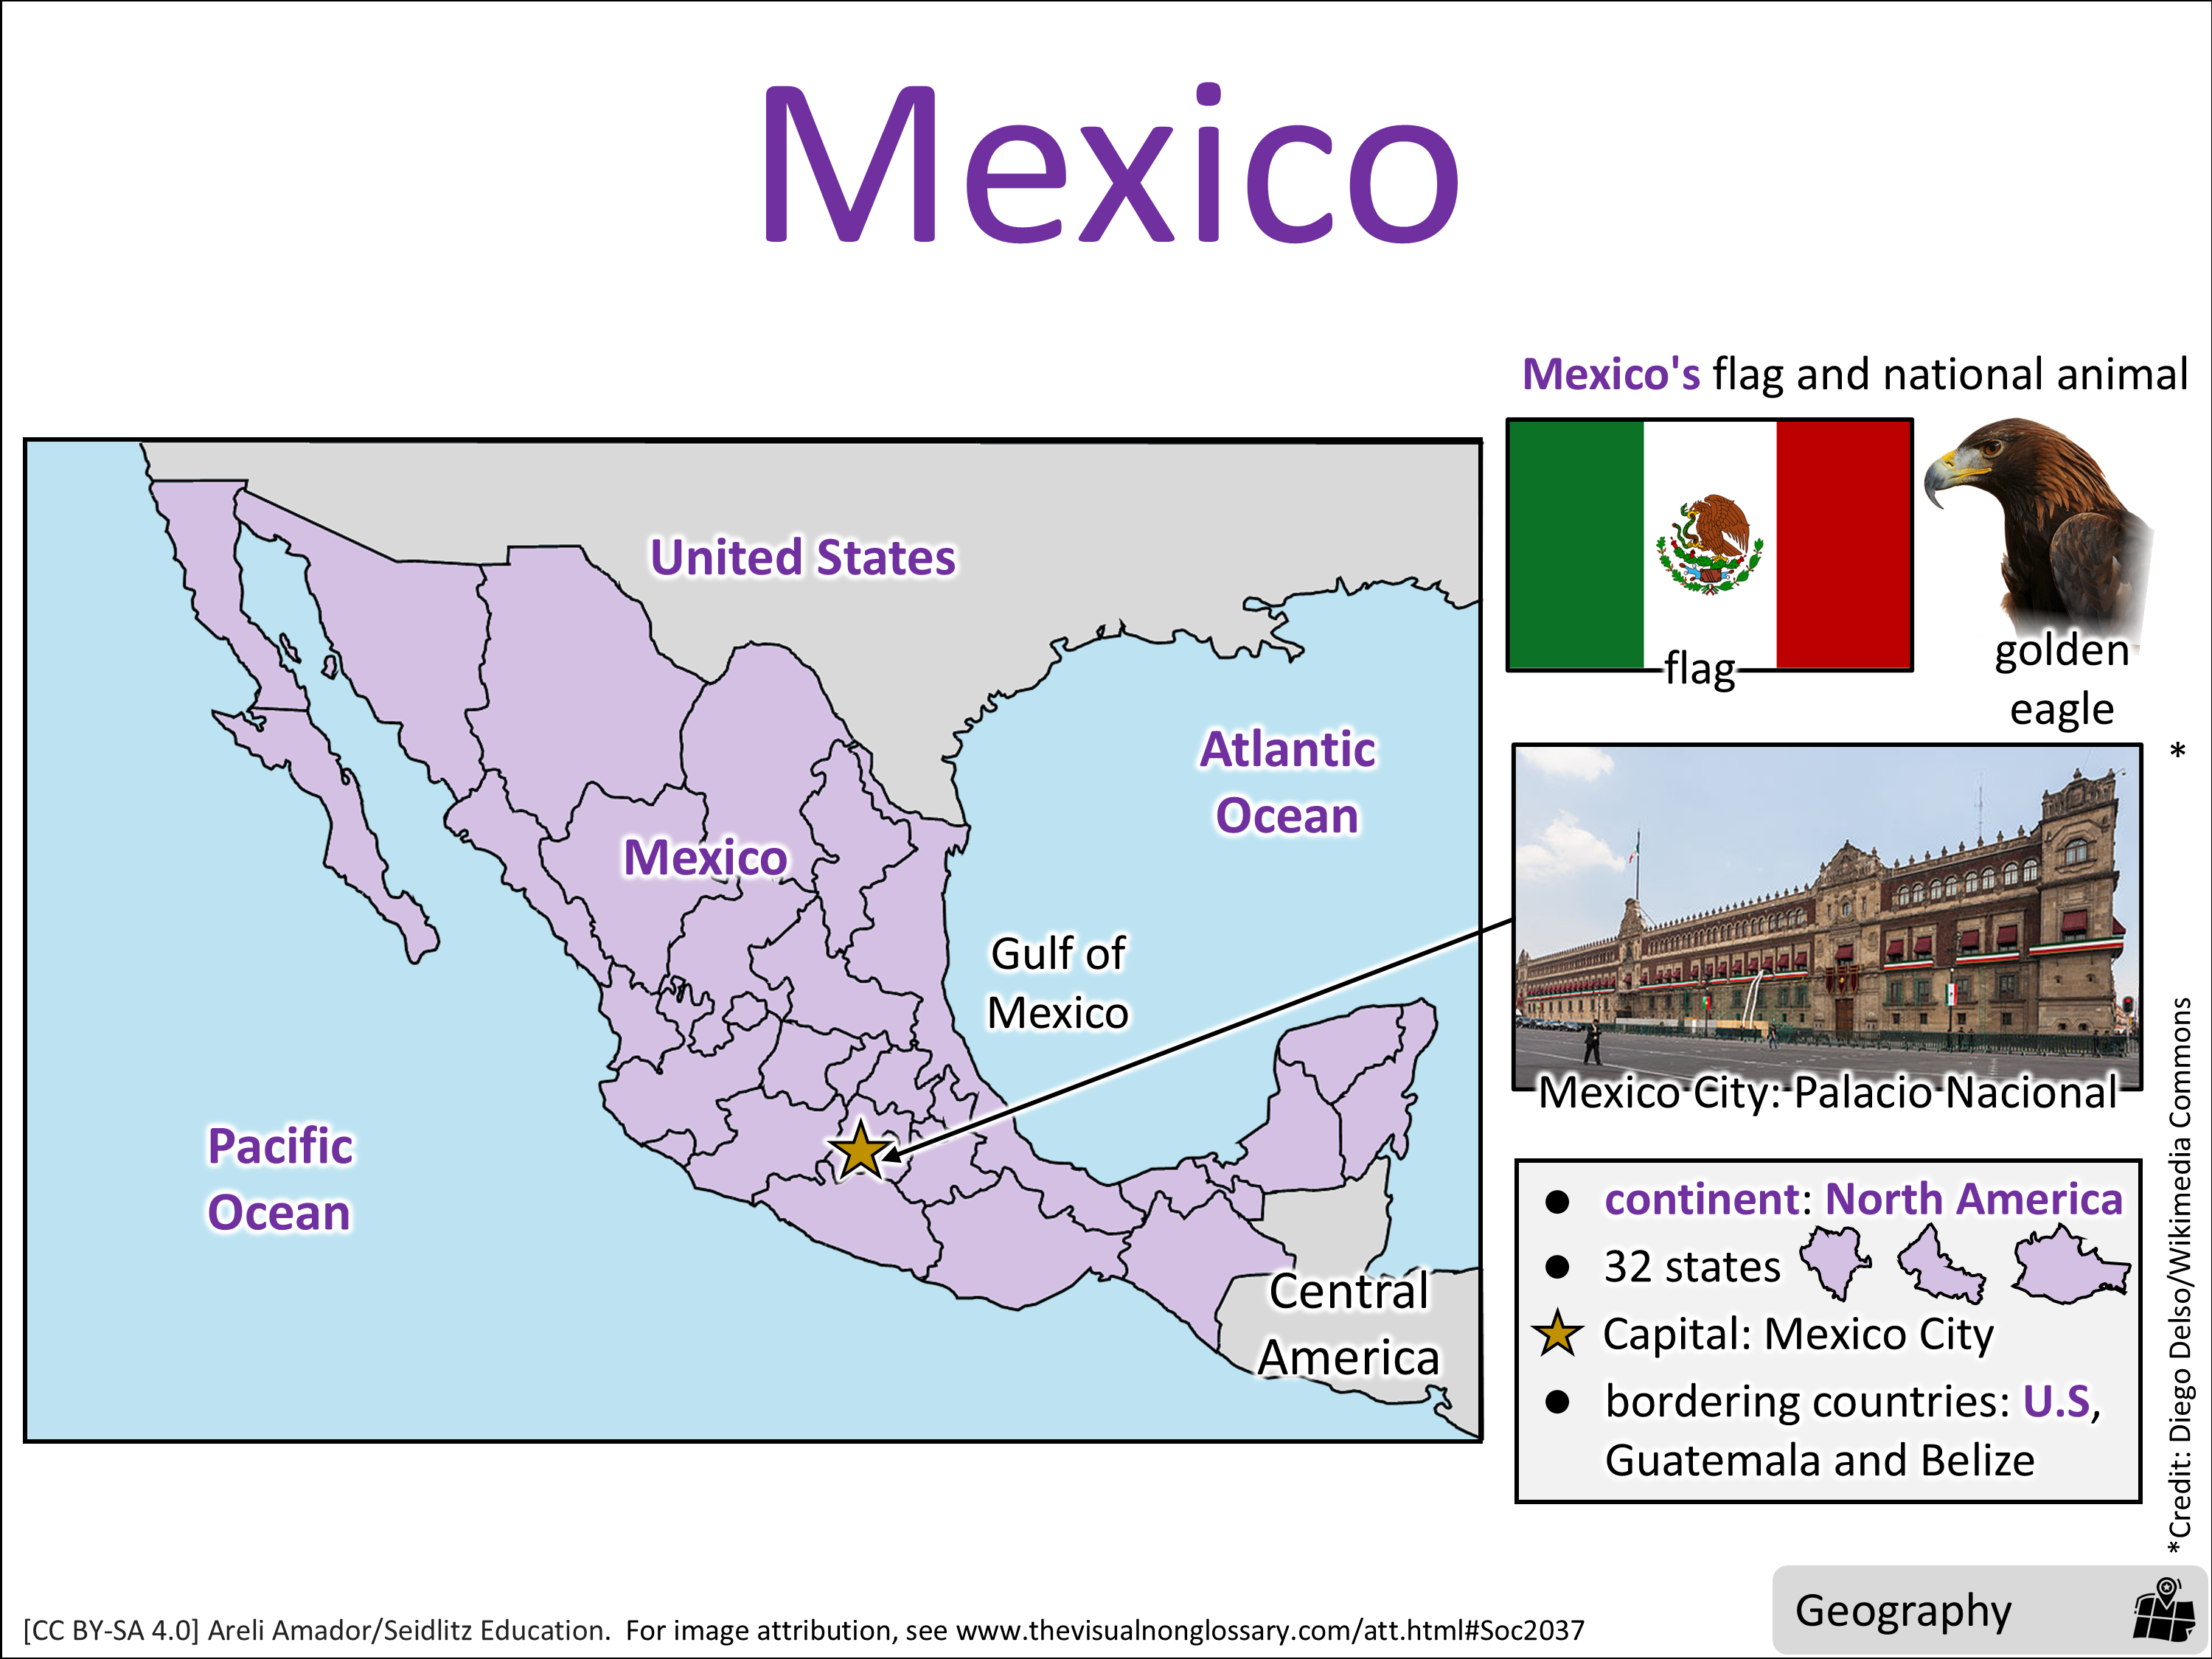 Mexico
Mexico's flag and national animal
flag
golden
eagle
United States
Atlantic
Ocean
Mexico
Gulf of
Mexico
Pacific
Ocean
Central
America
*
Mexico City: Palacio Nacional
● continent: North America
● 32 states
Capital: Mexico City
● bordering countries: U.S,
Guatemala and Belize
*Credit: Diego Delso/Wikimedia Commons
[CC BY-SA 4.0] Areli Amador/Seidlitz Education. For image attribution, see www.thevisualnonglossary.com/att.html#Soc2037
Geography